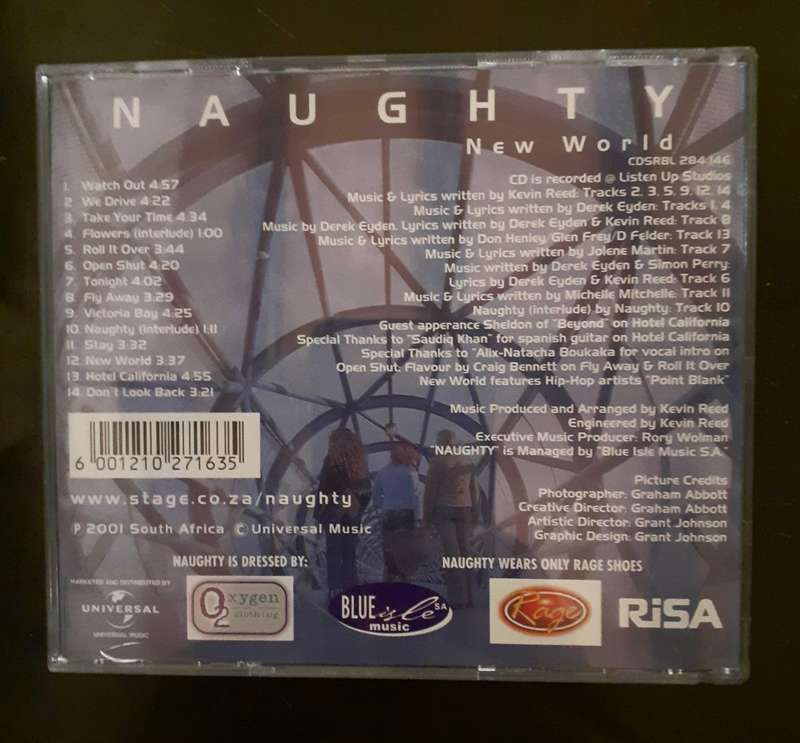 NAUGHTY
New World
CDSRBL 284 146
1. Watch Out 4:57
2. We Drive 4:22
3. Take Your Time 4:34
4. Flowers (interlude) 1:00
5. Roll It Over 3:44
6. Open Shut 4:20
7. Tonight 4:02
8. Fly Away 3:29
9. Victoria Bay 4:25
10. Naughty (interlude) 1:11
11. Stay 3:32
12. New World 3:37
13. Hotel California 4:55
14. Don't Look Back 3:21
CD is recorded @ Listen Up Studios
Music & Lyrics written by Kevin Reed: Tracks 2, 3, 5, 9, 12, 14
Music & Lyrics written by Derek Eyden: Tracks 1, 4
Music by Derek Eyden. Lyrics by Derek Eyden & Kevin Reed: Track 8
Music & Lyrics written by Don Henley/Glen Frey/D Felder: Track 13
Music & Lyrics written by Jolene Martin: Track 7
Music written by Derek Eyden & Simon Perry:
Lyrics by Derek Eyden & Kevin Reed: Track 6
Music & Lyrics written by Michelle Mitchelle: Track 11
Naughty (interlude) by Naughty: Track 10
Guest apperance Sheldon of "Beyond" on Hotel California
Special Thanks to "Saudiq Khan" for spanish guitar on Hotel California
Special Thanks to "Alix-Natacha Boukaka for vocal intro on
Open Shut. Flavour by Craig Bennett on Fly Away & Roll It Over
New World features Hip-Hop artists "Point Blank"
Music Produced and Arranged by Kevin Reed
Engineered by Kevin Reed
Executive Music Producer: Rory Wolman
"NAUGHTY" is Managed by "Blue Isle Music S.A."
Picture Credits
Photographer: Graham Abbott
Creative Director: Graham Abbott
Artistic Director: Grant Johnson
Graphic Design: Grant Johnson
6 001210 271635
www.stage.co.za/naughty
℗ 2001 South Africa © Universal Music
NAUGHTY IS DRESSED BY:
NAUGHTY WEARS ONLY RAGE SHOES
MARKETED AND DISTRIBUTED BY
UNIVERSAL
UNIVERSAL MUSIC
O2xygen
clothing
BLUE isle SA
music
Rage
RiSA